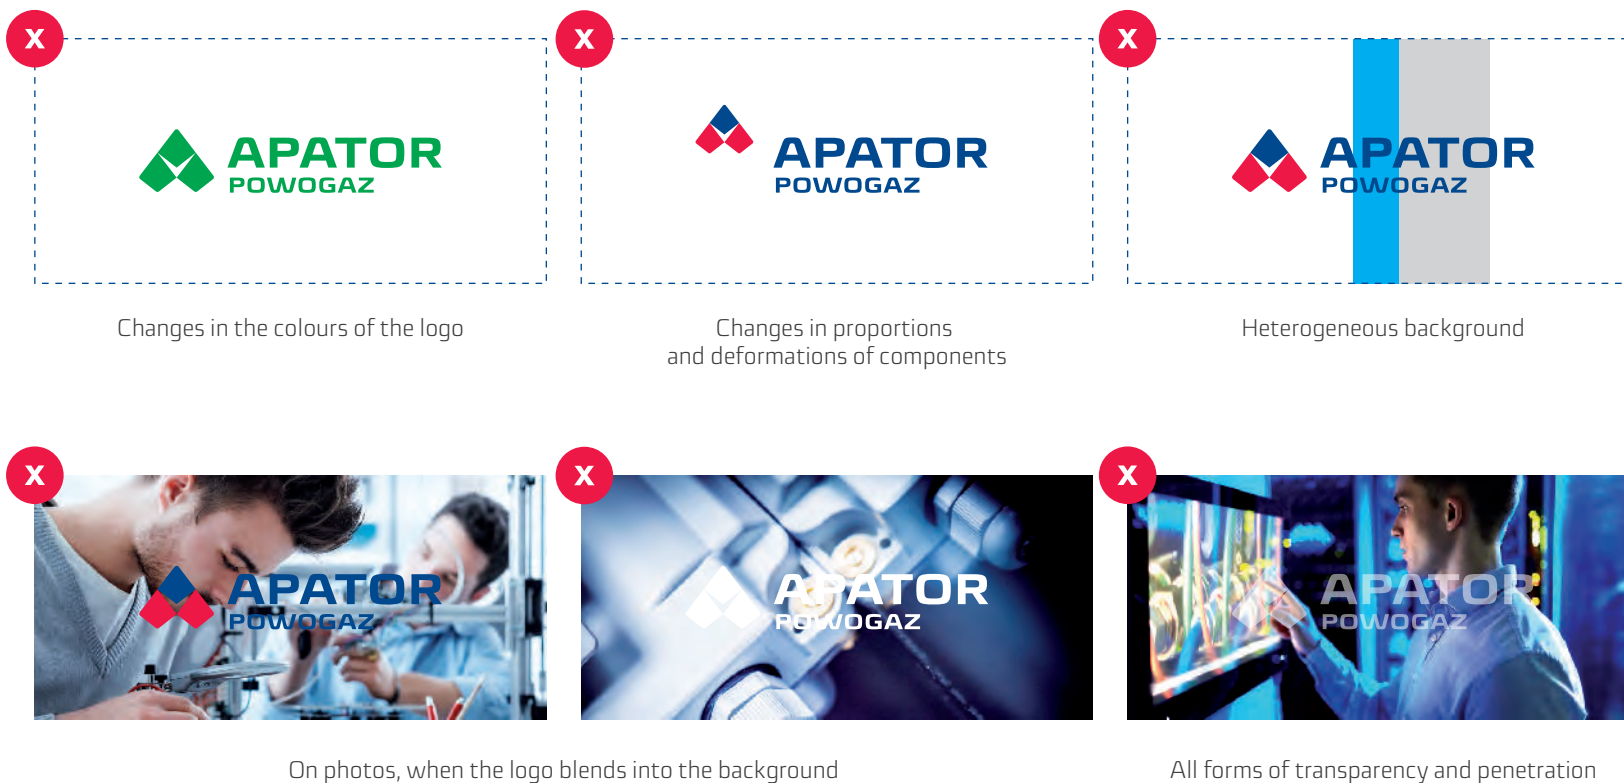 X
X
X
APATOR
POWOGAZ
APATOR
POWOGAZ
APATOR
POWOGAZ
Changes in the colours of the logo
Changes in proportions
and deformations of components
Heterogeneous background
X
X
X
APATOR
POWOGAZ
APATOR
POWOGAZ
APATOR
POWOGAZ
On photos, when the logo blends into the background
All forms of transparency and penetration